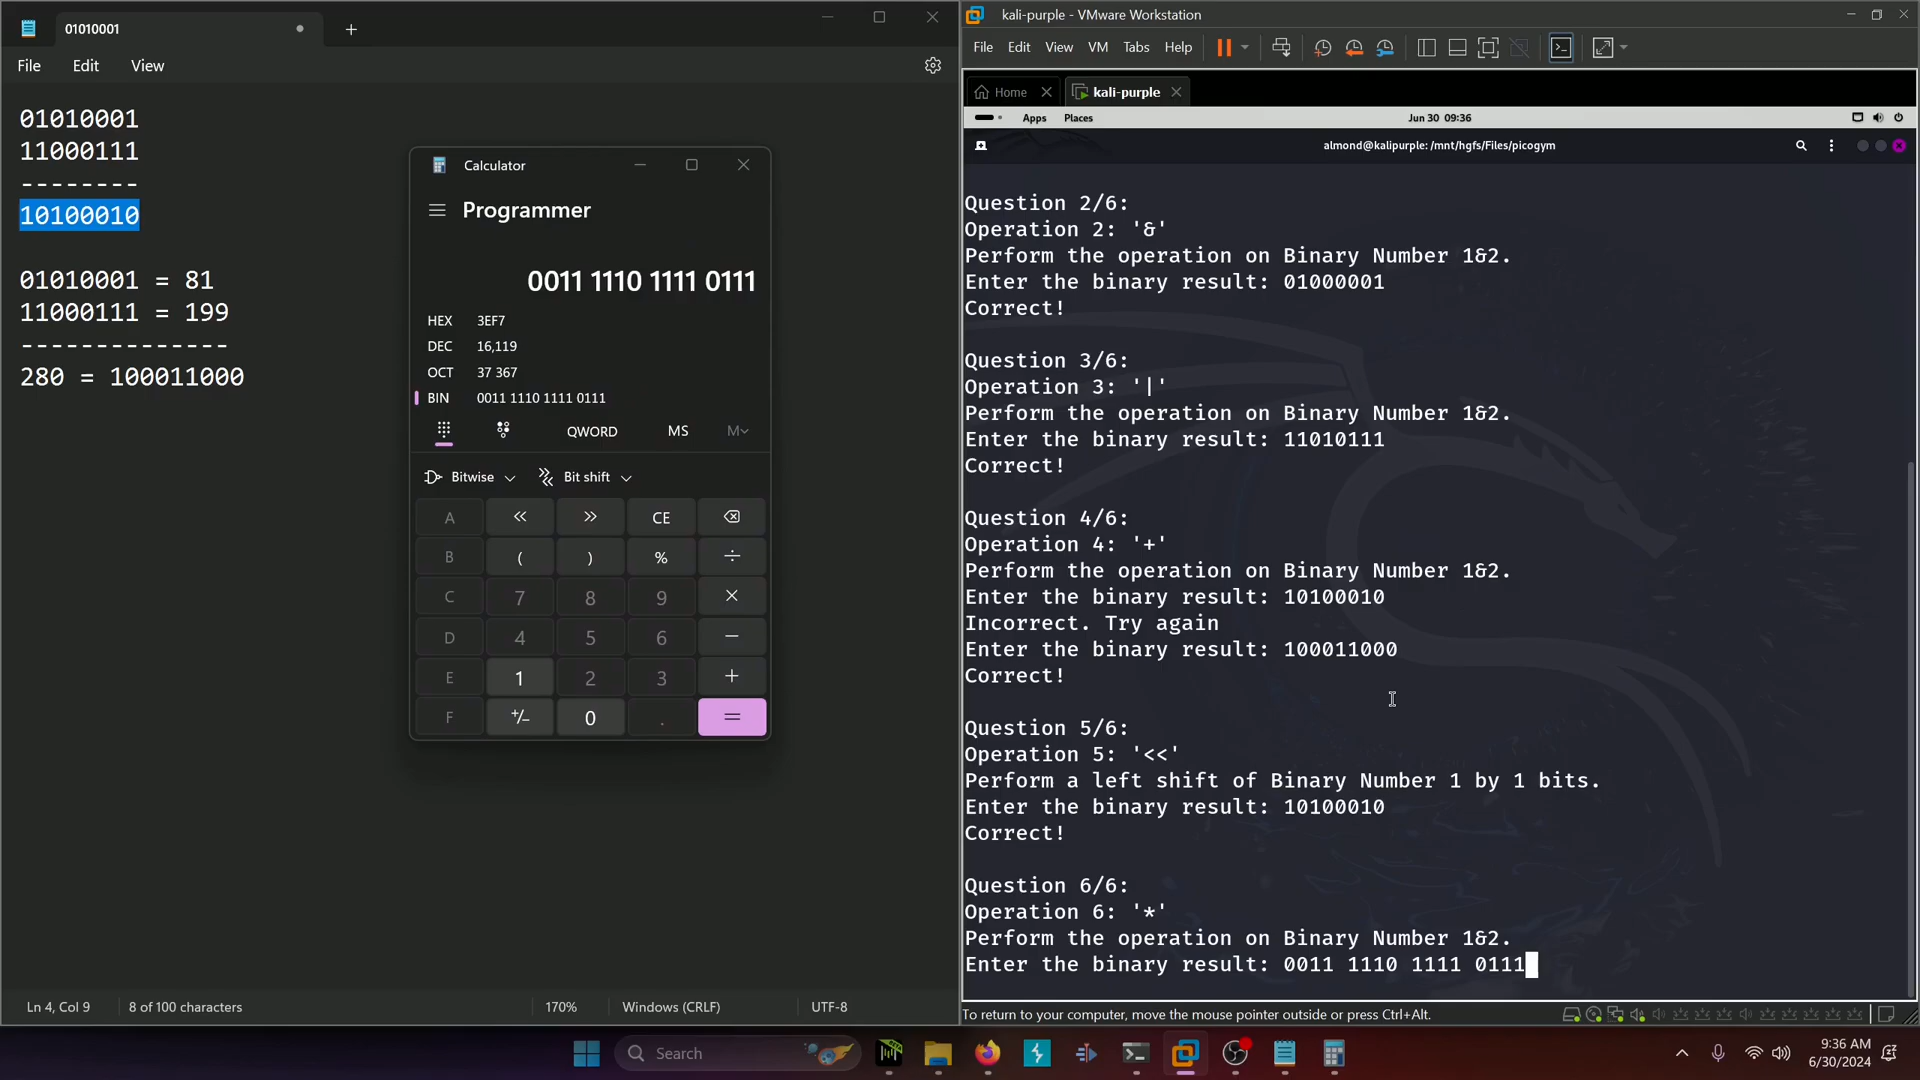 01010001
File Edit View
01010001
11000111
--------
10100010
01010001 = 81
11000111 = 199
--------------
280 = 100011000
Ln 4, Col 9 8 of 100 characters 170% Windows (CRLF) UTF-8
Calculator
Programmer
0011 1110 1111 0111
HEX 3EF7
DEC 16,119
OCT 37 367
BIN 0011 1110 1111 0111
QWORD MS M
Bitwise Bit shift
A << >> CE
B ( ) % ÷
C 7 8 9 ×
D 4 5 6 −
E 1 2 3 +
F +/− 0 . =
kali-purple - VMware Workstation
File Edit View VM Tabs Help
Home kali-purple
Apps Places Jun 30 09:36
almond@kalipurple: /mnt/hgfs/Files/picogym
Question 2/6:
Operation 2: '&'
Perform the operation on Binary Number 1&2.
Enter the binary result: 01000001
Correct!
Question 3/6:
Operation 3: '|'
Perform the operation on Binary Number 1&2.
Enter the binary result: 11010111
Correct!
Question 4/6:
Operation 4: '+'
Perform the operation on Binary Number 1&2.
Enter the binary result: 10100010
Incorrect. Try again
Enter the binary result: 100011000
Correct!
Question 5/6:
Operation 5: '<<'
Perform a left shift of Binary Number 1 by 1 bits.
Enter the binary result: 10100010
Correct!
Question 6/6:
Operation 6: '*'
Perform the operation on Binary Number 1&2.
Enter the binary result: 0011 1110 1111 0111
To return to your computer, move the mouse pointer outside or press Ctrl+Alt.
Search
9:36 AM
6/30/2024